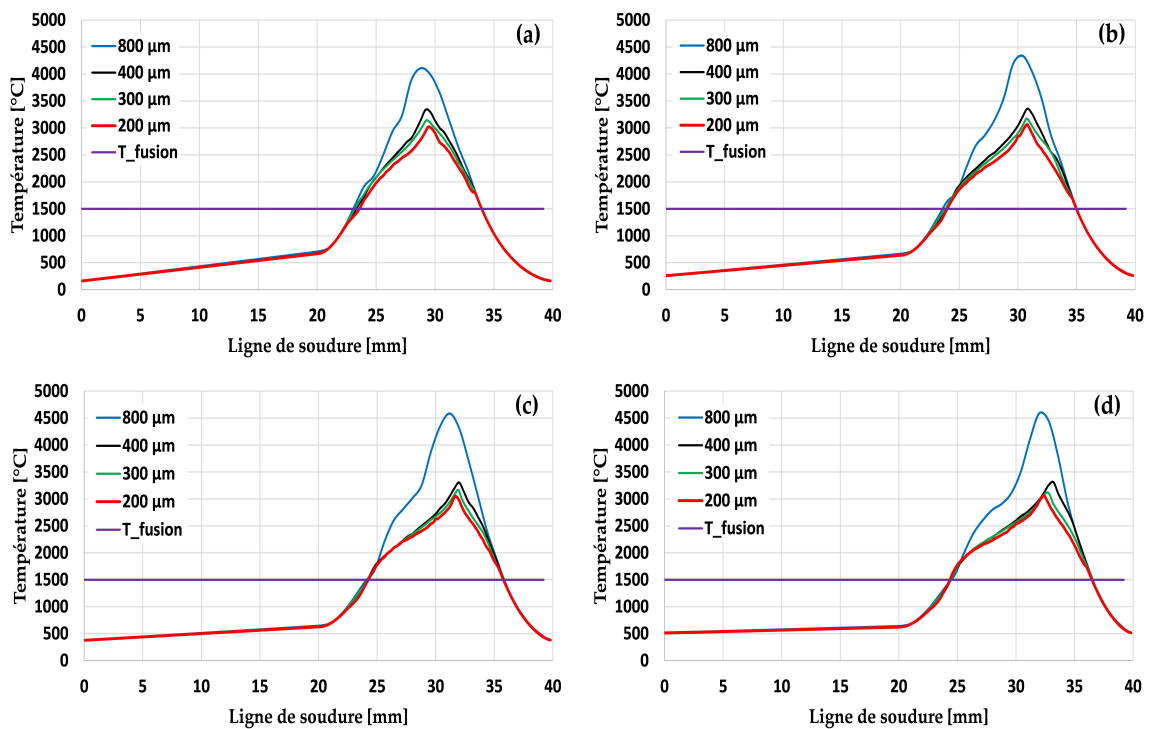 (a)
Température [°C]
5000
4500
4000
3500
3000
2500
2000
1500
1000
500
0
800 µm
400 µm
300 µm
200 µm
T_fusion
0 5 10 15 20 25 30 35 40
Ligne de soudure [mm]
(b)
Température [°C]
5000
4500
4000
3500
3000
2500
2000
1500
1000
500
0
800 µm
400 µm
300 µm
200 µm
T_fusion
0 5 10 15 20 25 30 35 40
Ligne de soudure [mm]
(c)
Température [°C]
5000
4500
4000
3500
3000
2500
2000
1500
1000
500
0
800 µm
400 µm
300 µm
200 µm
T_fusion
0 5 10 15 20 25 30 35 40
Ligne de soudure [mm]
(d)
Température [°C]
5000
4500
4000
3500
3000
2500
2000
1500
1000
500
0
800 µm
400 µm
300 µm
200 µm
T_fusion
0 5 10 15 20 25 30 35 40
Ligne de soudure [mm]